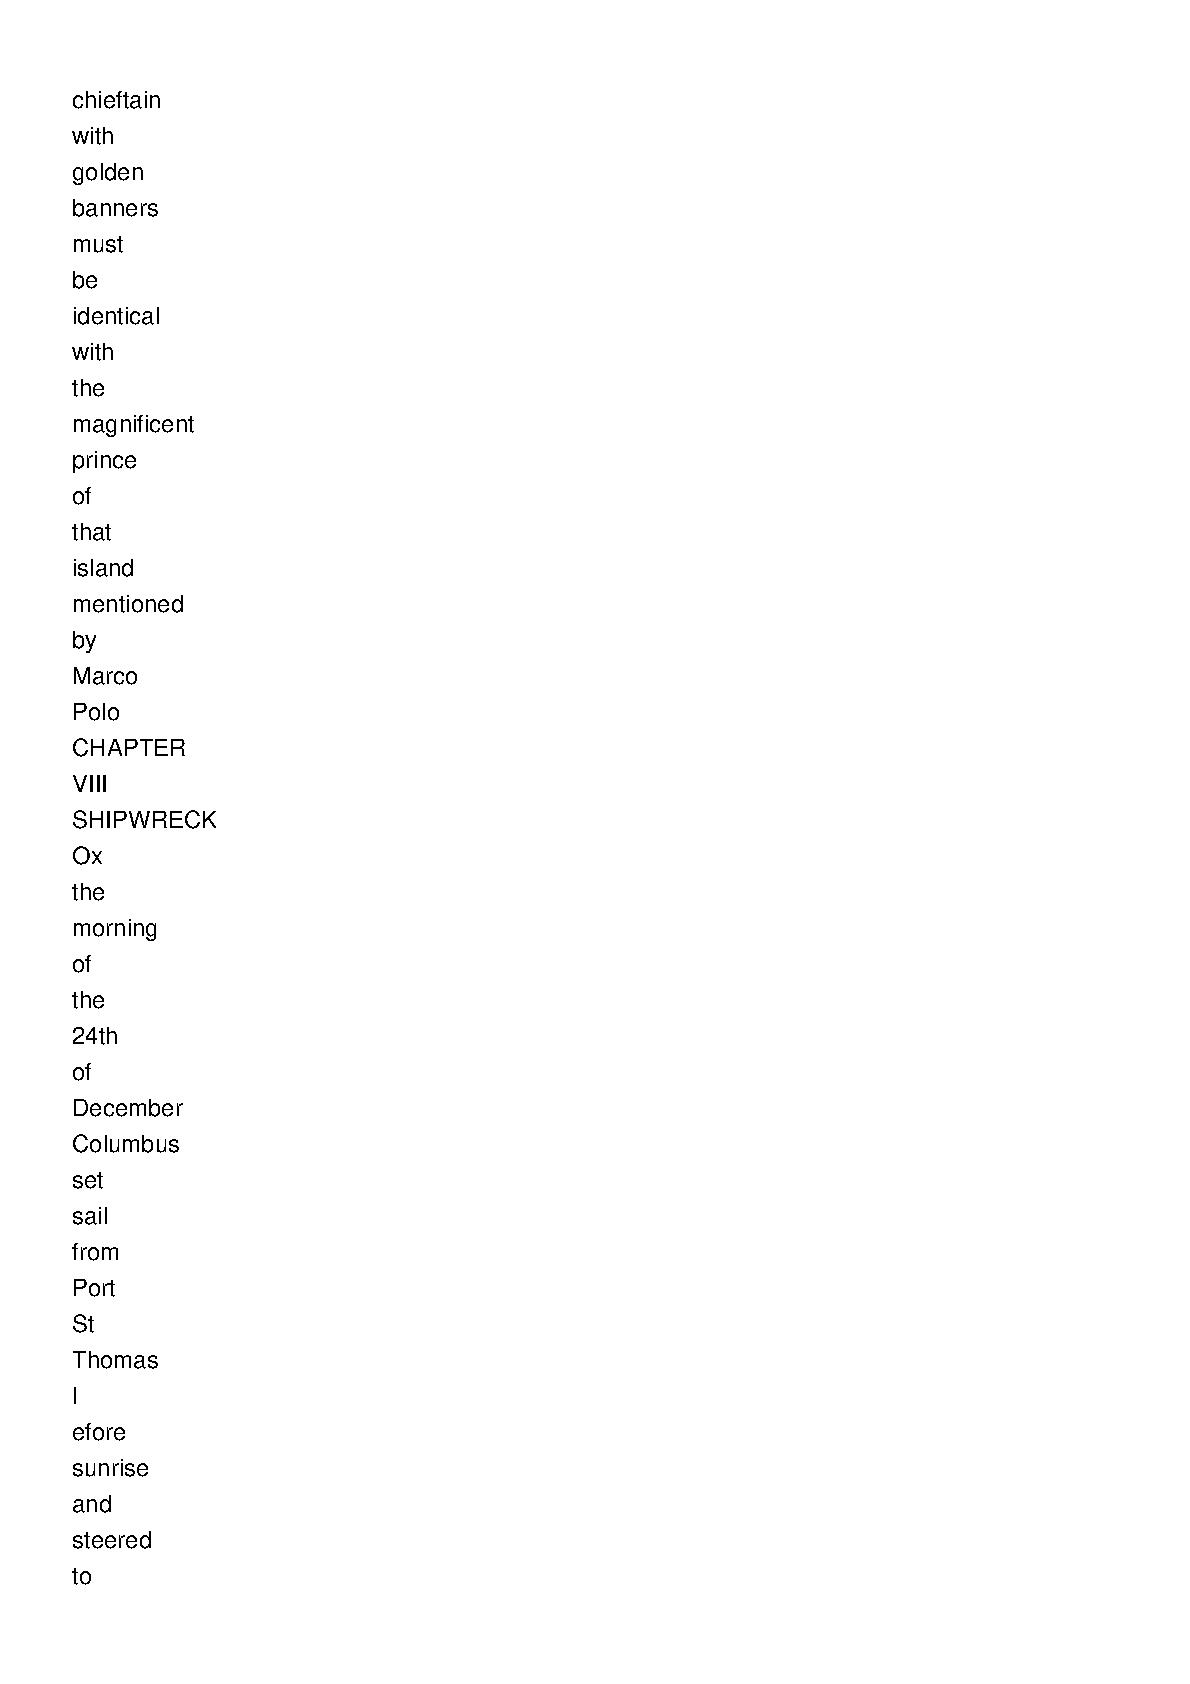 chieftain
with
golden
banners
must
be
identical
with
the
magnificent
prince
of
that
island
mentioned
by
Marco
Polo
CHAPTER
VIII
SHIPWRECK
Ox
the
morning
of
the
24th
of
December
Columbus
set
sail
from
Port
St
Thomas
I
efore
sunrise
and
steered
to